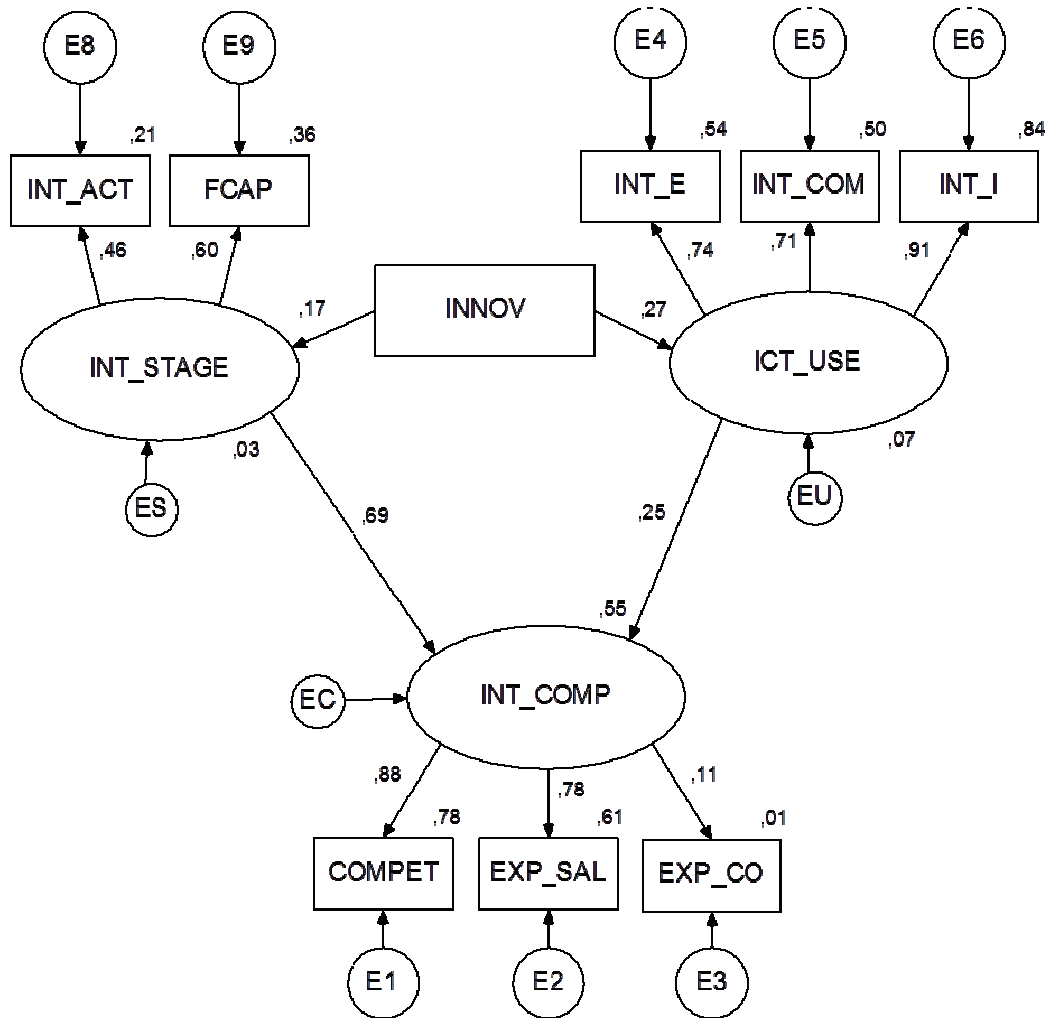 E8
E9
E4
E5
E6
,21
,36
,54
,50
,84
INT_ACT
FCAP
INT_E
INT_COM
INT_I
,46
,60
,74
,71
,91
INNOV
,17
,27
INT_STAGE
ICT_USE
,03
,07
ES
EU
,69
,25
,55
EC
INT_COMP
,88
,78
,11
,78
,61
,01
COMPET
EXP_SAL
EXP_CO
E1
E2
E3